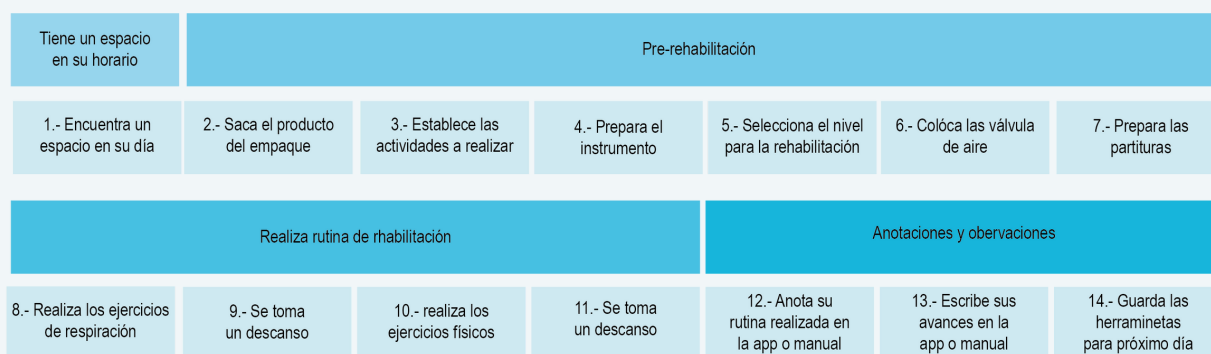 Tiene un espacio
en su horario
Pre-rehabilitación
1.- Encuentra un
espacio en su día
2.- Saca el producto
del empaque
3.- Establece las
actividades a realizar
4.- Prepara el
instrumento
5.- Selecciona el nivel
para la rehabilitación
6.- Colóca las válvula
de aire
7.- Prepara las
partituras
Realiza rutina de rhabilitación
Anotaciones y obervaciones
8.- Realiza los ejercicios
de respiración
9.- Se toma
un descanso
10.- realiza los
ejercicios físicos
11.- Se toma
un descanso
12.- Anota su
rutina realizada en
la app o manual
13.- Escribe sus
avances en la
app o manual
14.- Guarda las
herraminetas
para próximo día